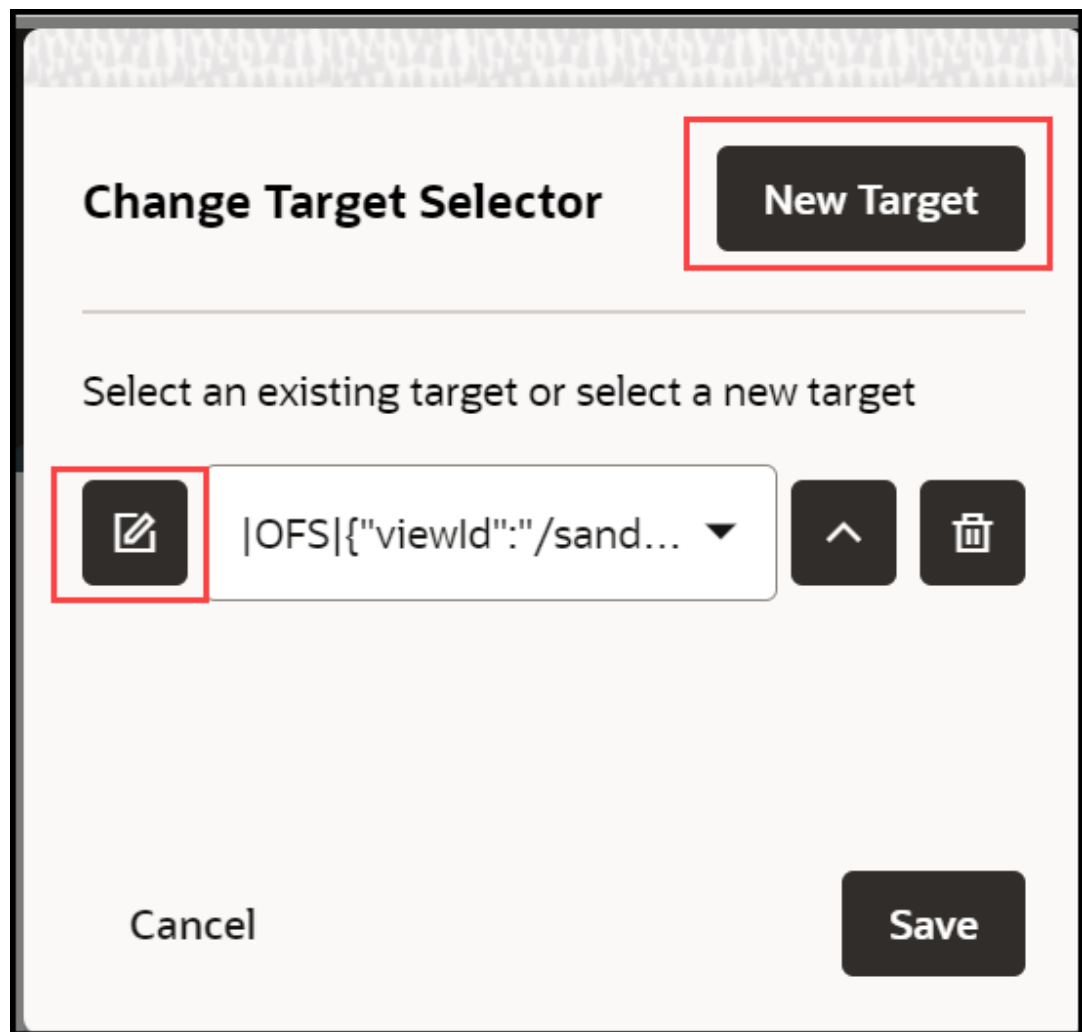 Change Target Selector
New Target
Select an existing target or select a new target
|OFS|{"viewId":"/sand...
Cancel
Save